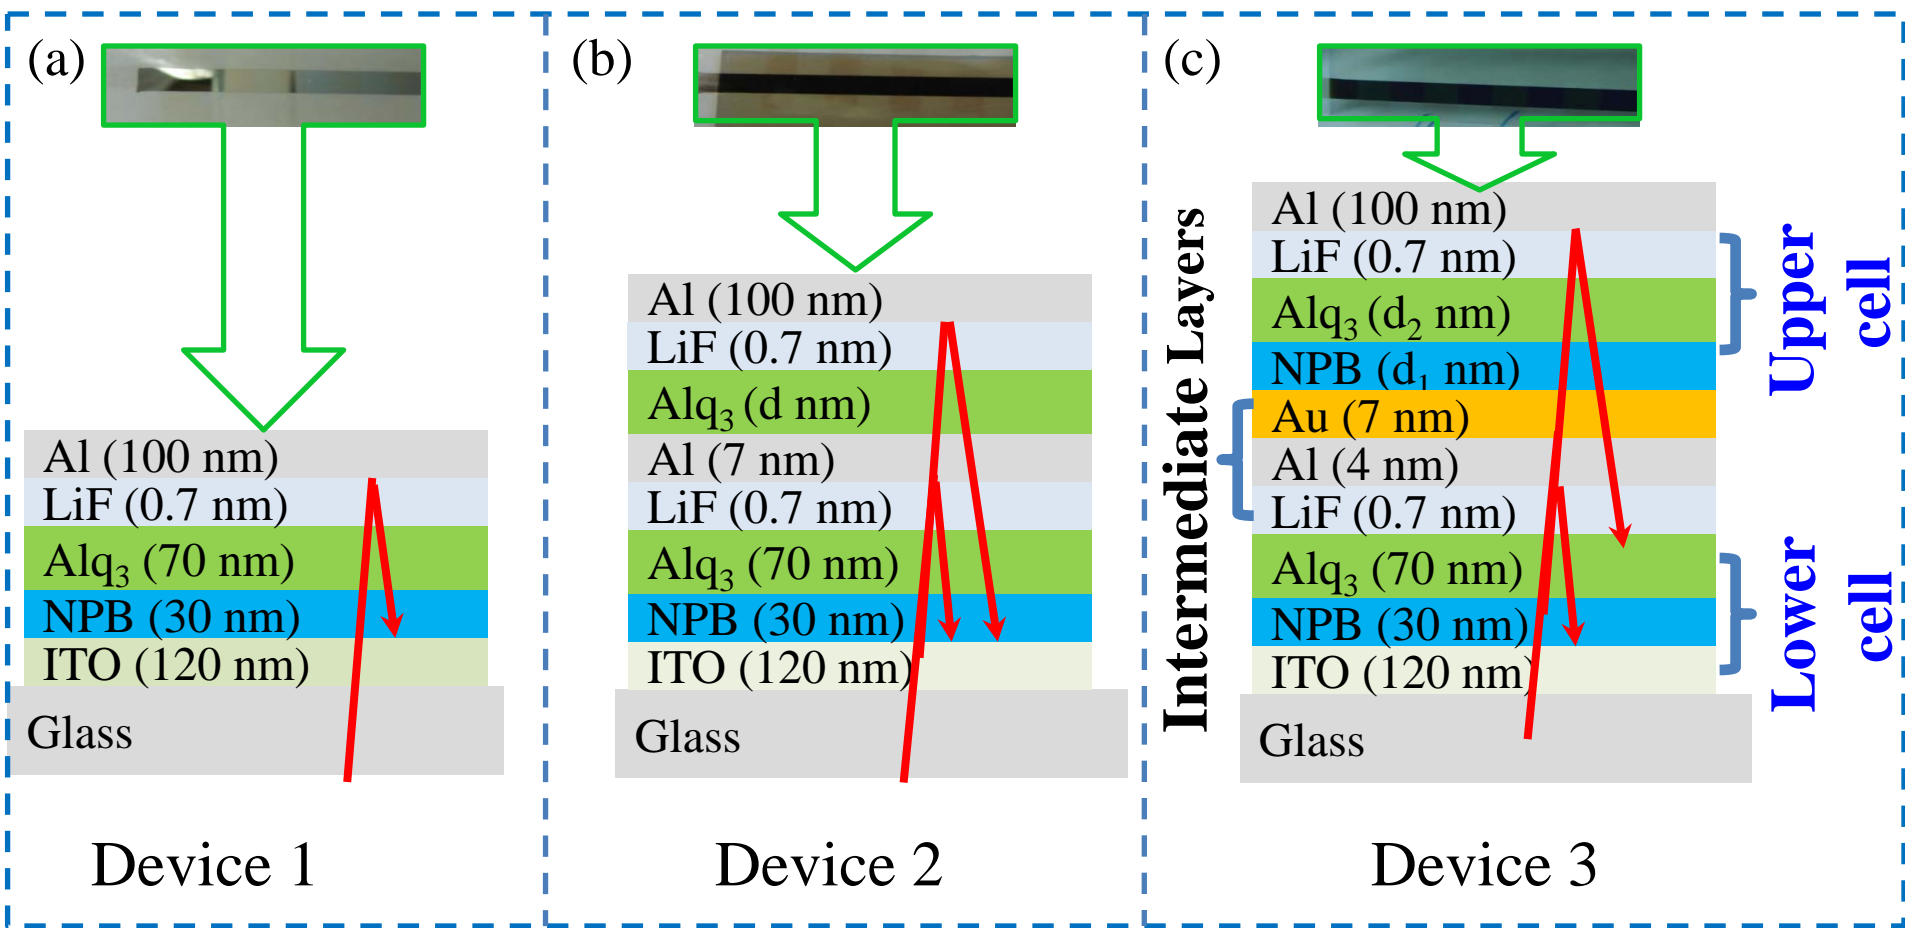 (a)
Al (100 nm)
LiF (0.7 nm)
Alq3 (70 nm)
NPB (30 nm)
ITO (120 nm)
Glass
Device 1
(b)
Al (100 nm)
LiF (0.7 nm)
Alq3 (d nm)
Al (7 nm)
LiF (0.7 nm)
Alq3 (70 nm)
NPB (30 nm)
ITO (120 nm)
Glass
Device 2
(c)
Intermediate Layers
Al (100 nm)
LiF (0.7 nm)
Alq3 (d2 nm)
NPB (d1 nm)
Au (7 nm)
Al (4 nm)
LiF (0.7 nm)
Alq3 (70 nm)
NPB (30 nm)
ITO (120 nm)
Glass
Upper
cell
Lower
cell
Device 3